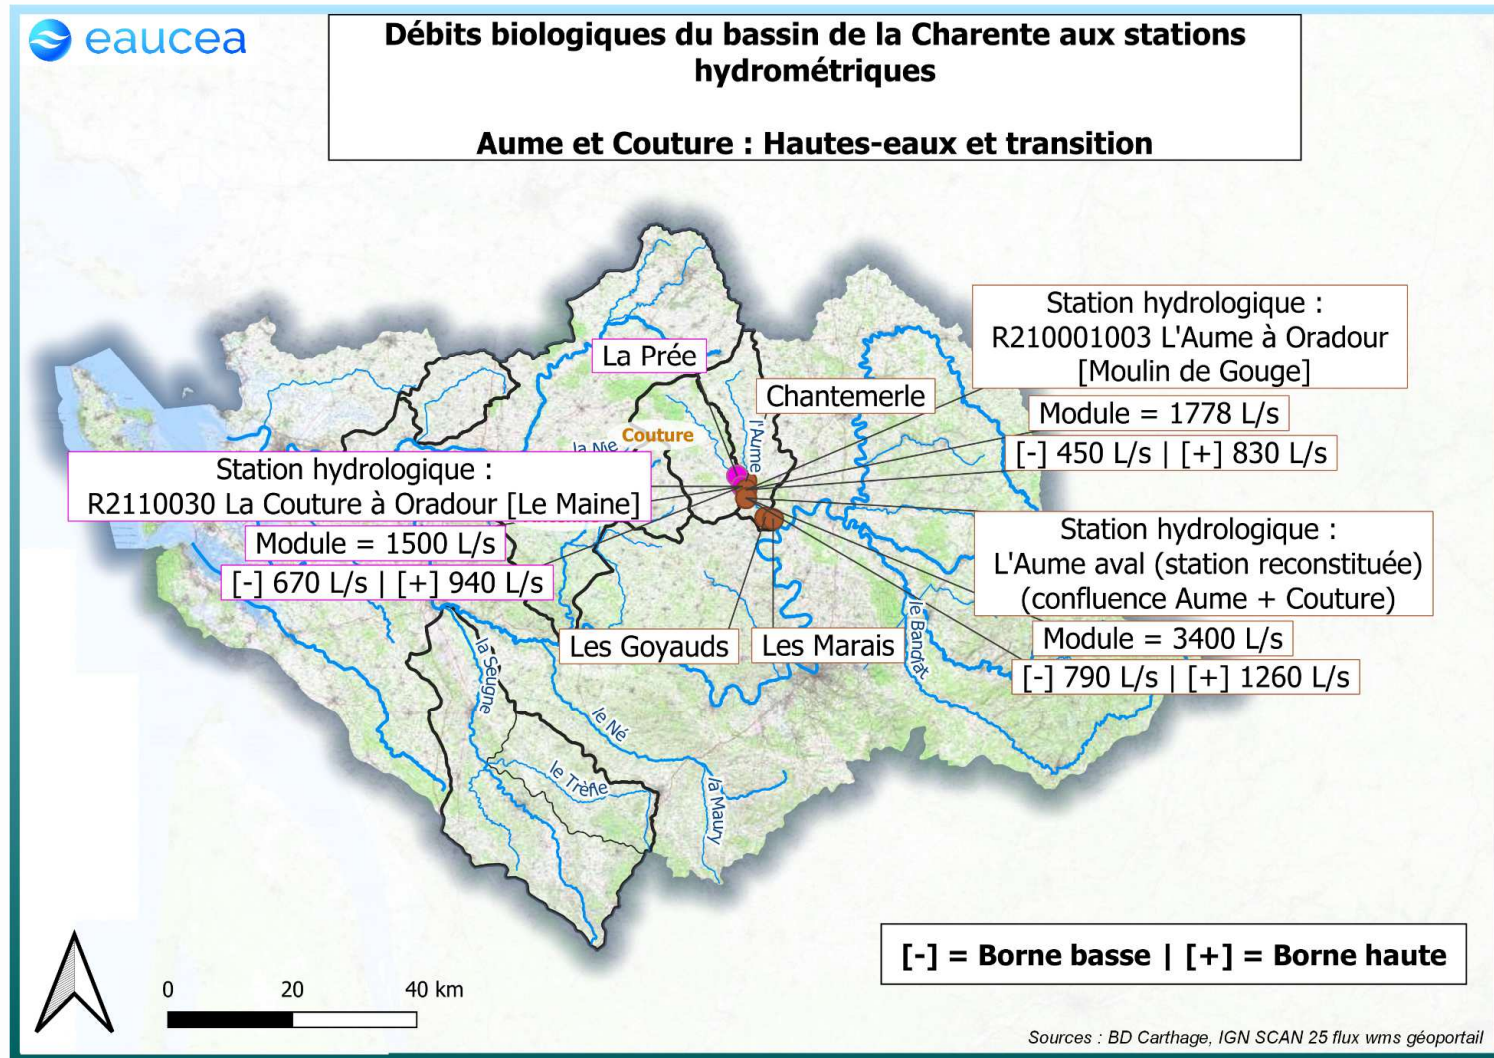 eaucea
Débits biologiques du bassin de la Charente aux stations
hydrométriques
Aume et Couture : Hautes-eaux et transition
Station hydrologique :
R210001003 L'Aume à Oradour
[Moulin de Gouge]
La Prée
Chantemerle
Module = 1778 L/s
[-] 450 L/s | [+] 830 L/s
Couture
l'Aume
la Nie
Station hydrologique :
R2110030 La Couture à Oradour [Le Maine]
Module = 1500 L/s
[-] 670 L/s | [+] 940 L/s
Station hydrologique :
L'Aume aval (station reconstituée)
(confluence Aume + Couture)
Module = 3400 L/s
[-] 790 L/s | [+] 1260 L/s
Les Goyauds
Les Marais
le Bandiat
la Seugne
le Né
le Trèfle
la Maury
[-] = Borne basse | [+] = Borne haute
0 20 40 km
Sources : BD Carthage, IGN SCAN 25 flux wms géoportail